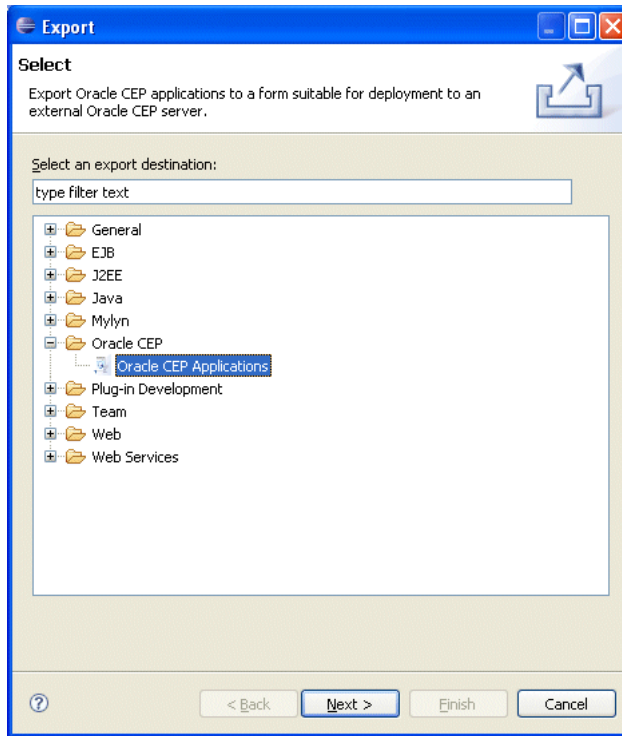 Export
Select
Export Oracle CEP applications to a form suitable for deployment to an
external Oracle CEP server.
Select an export destination:
type filter text
General
EJB
J2EE
Java
Mylyn
Oracle CEP
Oracle CEP Applications
Plug-in Development
Team
Web
Web Services
?
< Back
Next >
Finish
Cancel